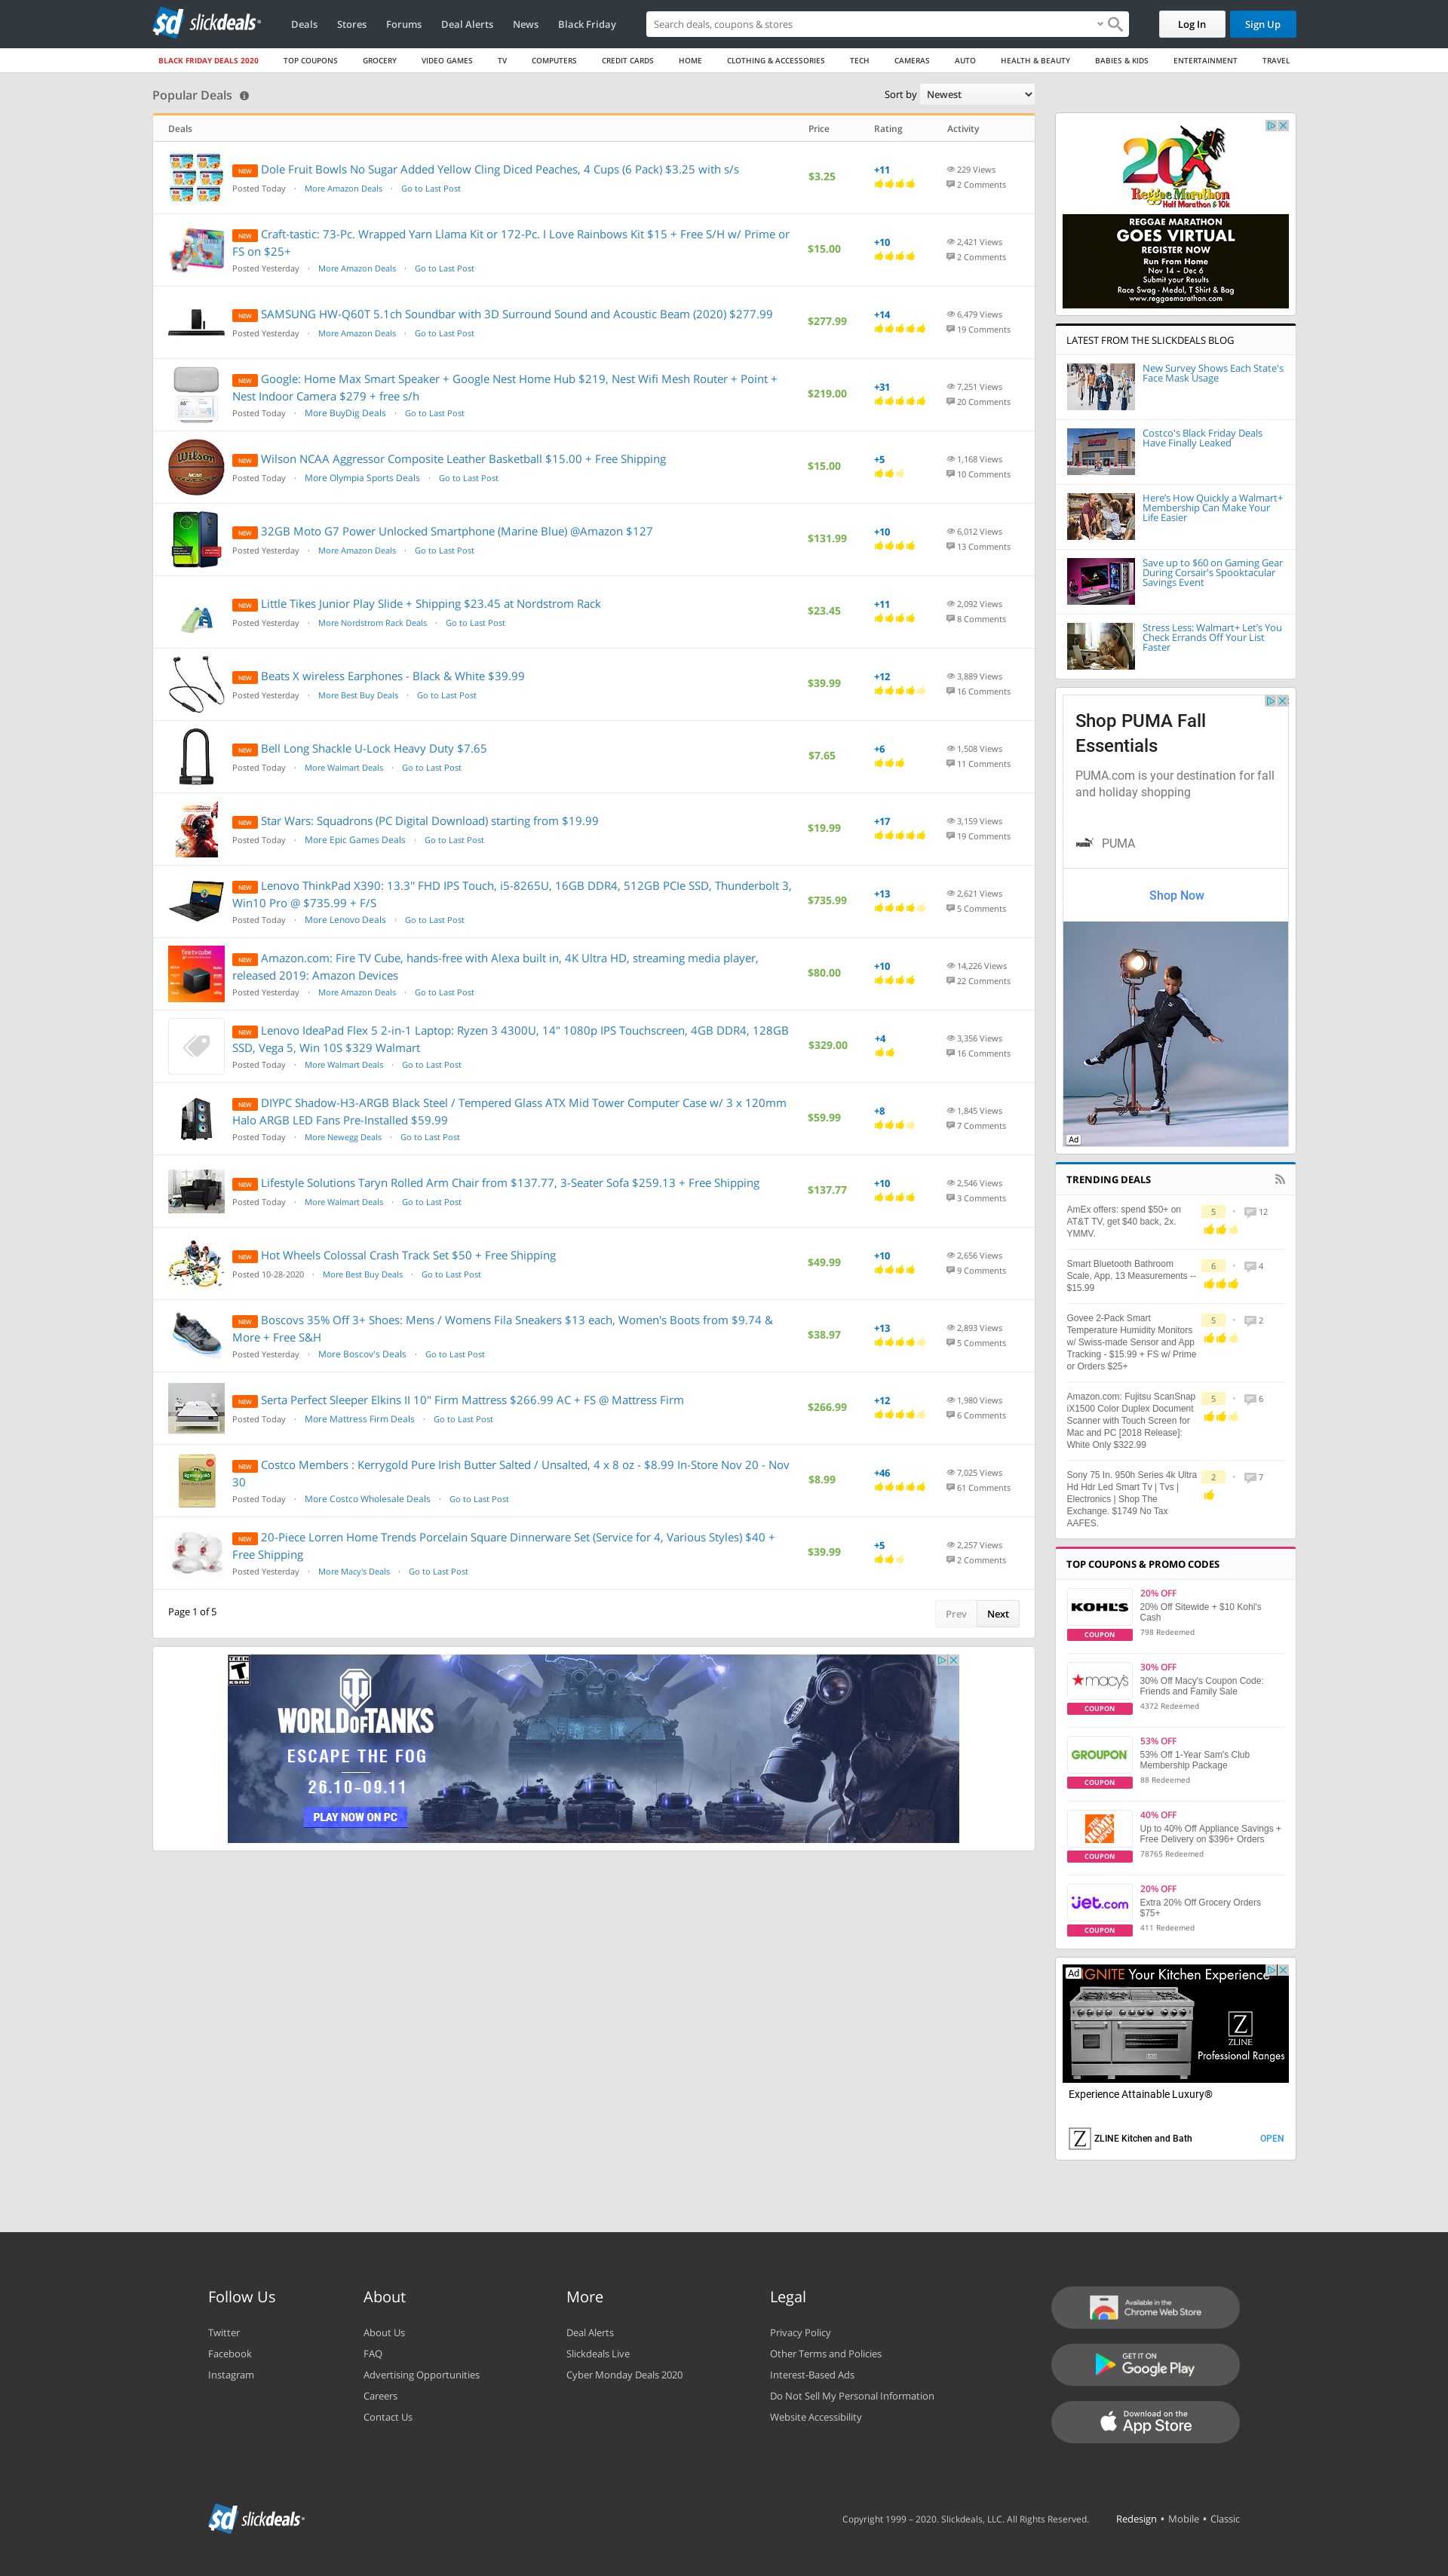 sd slickdeals
Deals Stores Forums Deal Alerts News Black Friday
Search deals, coupons & stores
Log In Sign Up
BLACK FRIDAY DEALS 2020 TOP COUPONS GROCERY VIDEO GAMES TV COMPUTERS CREDIT CARDS HOME CLOTHING & ACCESSORIES TECH CAMERAS AUTO HEALTH & BEAUTY BABIES & KIDS ENTERTAINMENT TRAVEL
Popular Deals
Sort by Newest
Deals Price Rating Activity
NEW Dole Fruit Bowls No Sugar Added Yellow Cling Diced Peaches, 4 Cups (6 Pack) $3.25 with s/s
Posted Today · More Amazon Deals · Go to Last Post
$3.25
+11
229 Views
2 Comments
NEW Craft-tastic: 73-Pc. Wrapped Yarn Llama Kit or 172-Pc. I Love Rainbows Kit $15 + Free S/H w/ Prime or
FS on $25+
Posted Yesterday · More Amazon Deals · Go to Last Post
$15.00
+10
2,421 Views
2 Comments
NEW SAMSUNG HW-Q60T 5.1ch Soundbar with 3D Surround Sound and Acoustic Beam (2020) $277.99
Posted Yesterday · More Amazon Deals · Go to Last Post
$277.99
+14
6,479 Views
19 Comments
NEW Google: Home Max Smart Speaker + Google Nest Home Hub $219, Nest Wifi Mesh Router + Point +
Nest Indoor Camera $279 + free s/h
Posted Today · More BuyDig Deals · Go to Last Post
$219.00
+31
7,251 Views
20 Comments
NEW Wilson NCAA Aggressor Composite Leather Basketball $15.00 + Free Shipping
Posted Today · More Olympia Sports Deals · Go to Last Post
$15.00
+5
1,168 Views
10 Comments
NEW 32GB Moto G7 Power Unlocked Smartphone (Marine Blue) @Amazon $127
Posted Yesterday · More Amazon Deals · Go to Last Post
$131.99
+10
6,012 Views
13 Comments
NEW Little Tikes Junior Play Slide + Shipping $23.45 at Nordstrom Rack
Posted Yesterday · More Nordstrom Rack Deals · Go to Last Post
$23.45
+11
2,092 Views
8 Comments
NEW Beats X wireless Earphones - Black & White $39.99
Posted Yesterday · More Best Buy Deals · Go to Last Post
$39.99
+12
3,889 Views
16 Comments
NEW Bell Long Shackle U-Lock Heavy Duty $7.65
Posted Today · More Walmart Deals · Go to Last Post
$7.65
+6
1,508 Views
11 Comments
NEW Star Wars: Squadrons (PC Digital Download) starting from $19.99
Posted Today · More Epic Games Deals · Go to Last Post
$19.99
+17
3,159 Views
19 Comments
NEW Lenovo ThinkPad X390: 13.3'' FHD IPS Touch, i5-8265U, 16GB DDR4, 512GB PCIe SSD, Thunderbolt 3,
Win10 Pro @ $735.99 + F/S
Posted Today · More Lenovo Deals · Go to Last Post
$735.99
+13
2,621 Views
5 Comments
NEW Amazon.com: Fire TV Cube, hands-free with Alexa built in, 4K Ultra HD, streaming media player,
released 2019: Amazon Devices
Posted Yesterday · More Amazon Deals · Go to Last Post
$80.00
+10
14,226 Views
22 Comments
NEW Lenovo IdeaPad Flex 5 2-in-1 Laptop: Ryzen 3 4300U, 14" 1080p IPS Touchscreen, 4GB DDR4, 128GB
SSD, Vega 5, Win 10S $329 Walmart
Posted Today · More Walmart Deals · Go to Last Post
$329.00
+4
3,356 Views
16 Comments
NEW DIYPC Shadow-H3-ARGB Black Steel / Tempered Glass ATX Mid Tower Computer Case w/ 3 x 120mm
Halo ARGB LED Fans Pre-Installed $59.99
Posted Today · More Newegg Deals · Go to Last Post
$59.99
+8
1,845 Views
7 Comments
NEW Lifestyle Solutions Taryn Rolled Arm Chair from $137.77, 3-Seater Sofa $259.13 + Free Shipping
Posted Today · More Walmart Deals · Go to Last Post
$137.77
+10
2,546 Views
3 Comments
NEW Hot Wheels Colossal Crash Track Set $50 + Free Shipping
Posted 10-28-2020 · More Best Buy Deals · Go to Last Post
$49.99
+10
2,656 Views
9 Comments
NEW Boscovs 35% Off 3+ Shoes: Mens / Womens Fila Sneakers $13 each, Women's Boots from $9.74 &
More + Free S&H
Posted Yesterday · More Boscov's Deals · Go to Last Post
$38.97
+13
2,893 Views
5 Comments
NEW Serta Perfect Sleeper Elkins II 10" Firm Mattress $266.99 AC + FS @ Mattress Firm
Posted Today · More Mattress Firm Deals · Go to Last Post
$266.99
+12
1,980 Views
6 Comments
NEW Costco Members : Kerrygold Pure Irish Butter Salted / Unsalted, 4 x 8 oz - $8.99 In-Store Nov 20 - Nov
30
Posted Today · More Costco Wholesale Deals · Go to Last Post
$8.99
+46
7,025 Views
61 Comments
NEW 20-Piece Lorren Home Trends Porcelain Square Dinnerware Set (Service for 4, Various Styles) $40 +
Free Shipping
Posted Yesterday · More Macy's Deals · Go to Last Post
$39.99
+5
2,257 Views
2 Comments
Page 1 of 5
Prev Next
TEEN
T
ESRB
WORLD OF TANKS
ESCAPE THE FOG
26.10-09.11
PLAY NOW ON PC
2020
Reggae Marathon
Half Marathon & 10k
REGGAE MARATHON
GOES VIRTUAL
REGISTER NOW
Run From Home
Nov 14 – Dec 6
Submit your Results
Race Swag - Medal, T Shirt & Bag
www.reggaemarathon.com
LATEST FROM THE SLICKDEALS BLOG
New Survey Shows Each State's
Face Mask Usage
Costco's Black Friday Deals
Have Finally Leaked
Here's How Quickly a Walmart+
Membership Can Make Your
Life Easier
Save up to $60 on Gaming Gear
During Corsair's Spooktacular
Savings Event
Stress Less: Walmart+ Let's You
Check Errands Off Your List
Faster
Shop PUMA Fall
Essentials
PUMA.com is your destination for fall
and holiday shopping
PUMA
Shop Now
Ad
TRENDING DEALS
AmEx offers: spend $50+ on
AT&T TV, get $40 back, 2x.
YMMV.
5 • 12
Smart Bluetooth Bathroom
Scale, App, 13 Measurements --
$15.99
6 • 4
Govee 2-Pack Smart
Temperature Humidity Monitors
w/ Swiss-made Sensor and App
Tracking - $15.99 + FS w/ Prime
or Orders $25+
5 • 2
Amazon.com: Fujitsu ScanSnap
iX1500 Color Duplex Document
Scanner with Touch Screen for
Mac and PC [2018 Release]:
White Only $322.99
5 • 6
Sony 75 In. 950h Series 4k Ultra
Hd Hdr Led Smart Tv | Tvs |
Electronics | Shop The
Exchange. $1749 No Tax
AAFES.
2 • 7
TOP COUPONS & PROMO CODES
KOHL'S
COUPON
20% OFF
20% Off Sitewide + $10 Kohl's
Cash
798 Redeemed
macy's
COUPON
30% OFF
30% Off Macy's Coupon Code:
Friends and Family Sale
4372 Redeemed
GROUPON
COUPON
53% OFF
53% Off 1-Year Sam's Club
Membership Package
88 Redeemed
COUPON
40% OFF
Up to 40% Off Appliance Savings +
Free Delivery on $396+ Orders
78765 Redeemed
jet.com
COUPON
20% OFF
Extra 20% Off Grocery Orders
$75+
411 Redeemed
Ad
IGNITE Your Kitchen Experience
Z
ZLINE
Professional Ranges
Experience Attainable Luxury®
Z ZLINE Kitchen and Bath OPEN
Follow Us
Twitter
Facebook
Instagram
About
About Us
FAQ
Advertising Opportunities
Careers
Contact Us
More
Deal Alerts
Slickdeals Live
Cyber Monday Deals 2020
Legal
Privacy Policy
Other Terms and Policies
Interest-Based Ads
Do Not Sell My Personal Information
Website Accessibility
Available in the
Chrome Web Store
GET IT ON
Google Play
Download on the
App Store
sd slickdeals
Copyright 1999 – 2020. Slickdeals, LLC. All Rights Reserved. Redesign • Mobile • Classic